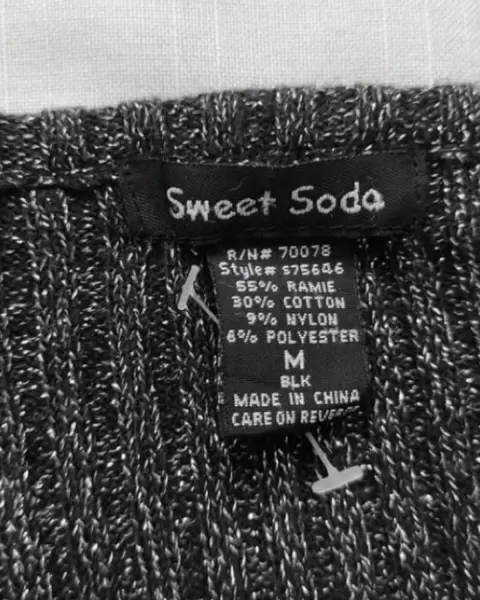 Sweet Soda
R/N# 70078
Style# S75646
55% RAMIE
30% COTTON
9% NYLON
6% POLYESTER
M
BLK
MADE IN CHINA
CARE ON REVERSE